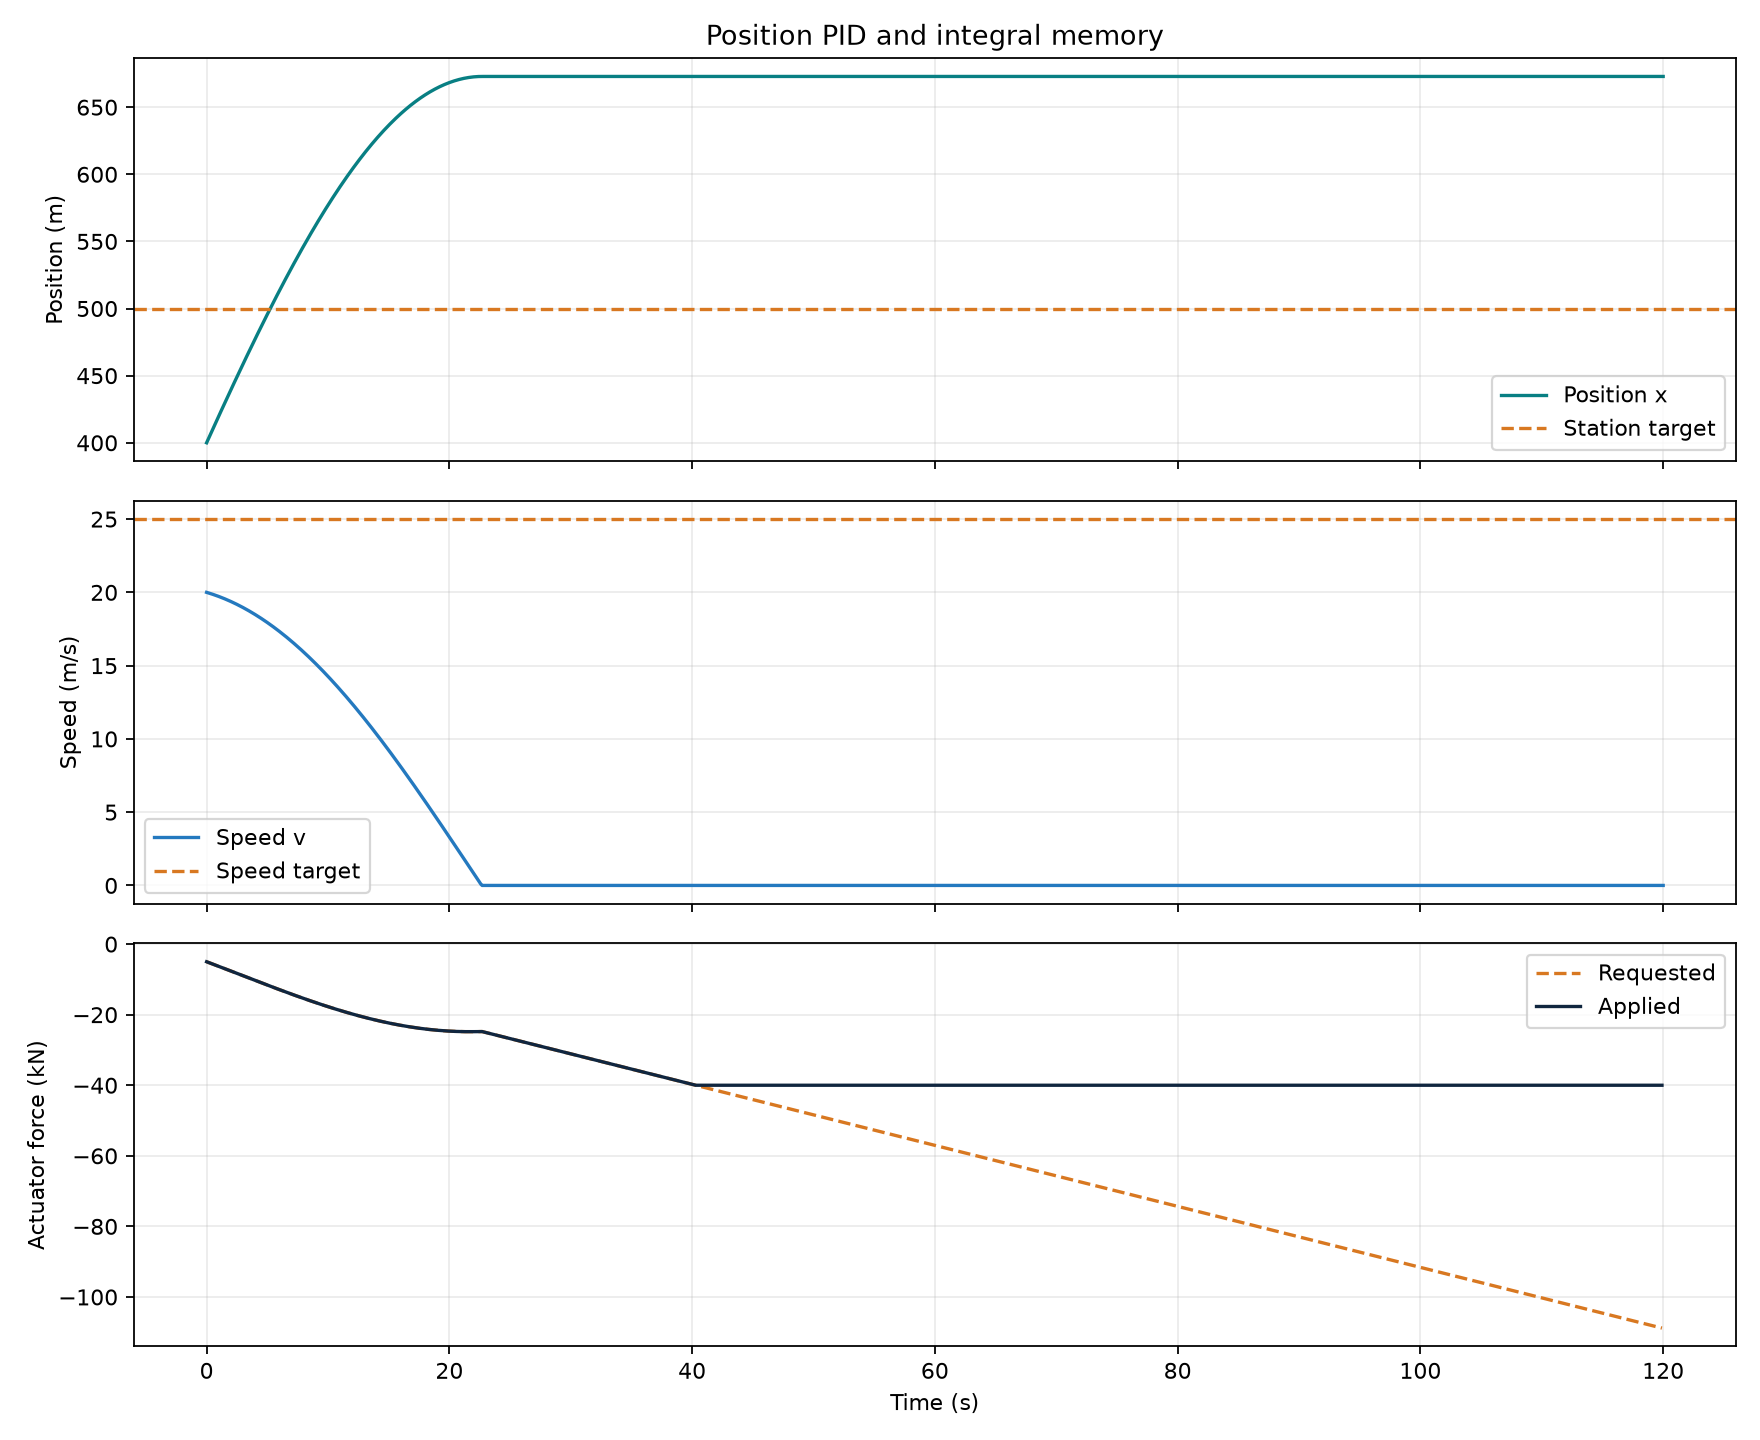 Position PID and integral memory
Position (m)
650
600
550
500
450
400
Position x
Station target
Speed (m/s)
25
20
15
10
5
0
Speed v
Speed target
Actuator force (kN)
0
−20
−40
−60
−80
−100
Requested
Applied
0 20 40 60 80 100 120
Time (s)